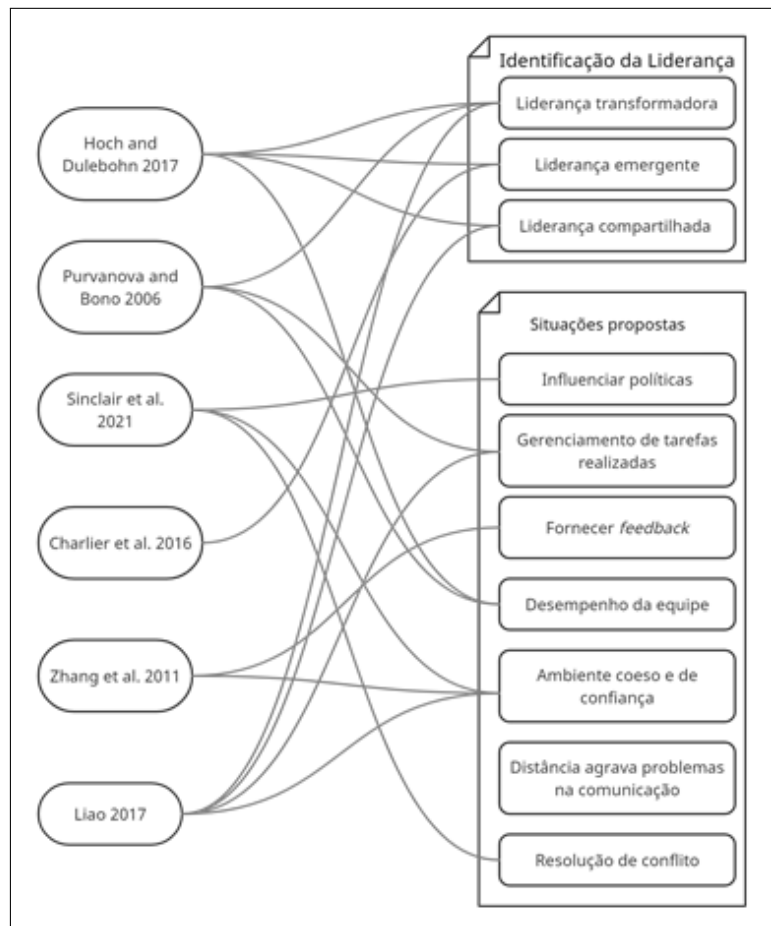 Hoch and
Dulebohn 2017
Purvanova and
Bono 2006
Sinclair et al.
2021
Charlier et al. 2016
Zhang et al. 2011
Liao 2017
Identificação da Liderança
Liderança transformadora
Liderança emergente
Liderança compartilhada
Situações propostas
Influenciar políticas
Gerenciamento de tarefas
realizadas
Fornecer feedback
Desempenho da equipe
Ambiente coeso e de
confiança
Distância agrava problemas
na comunicação
Resolução de conflito